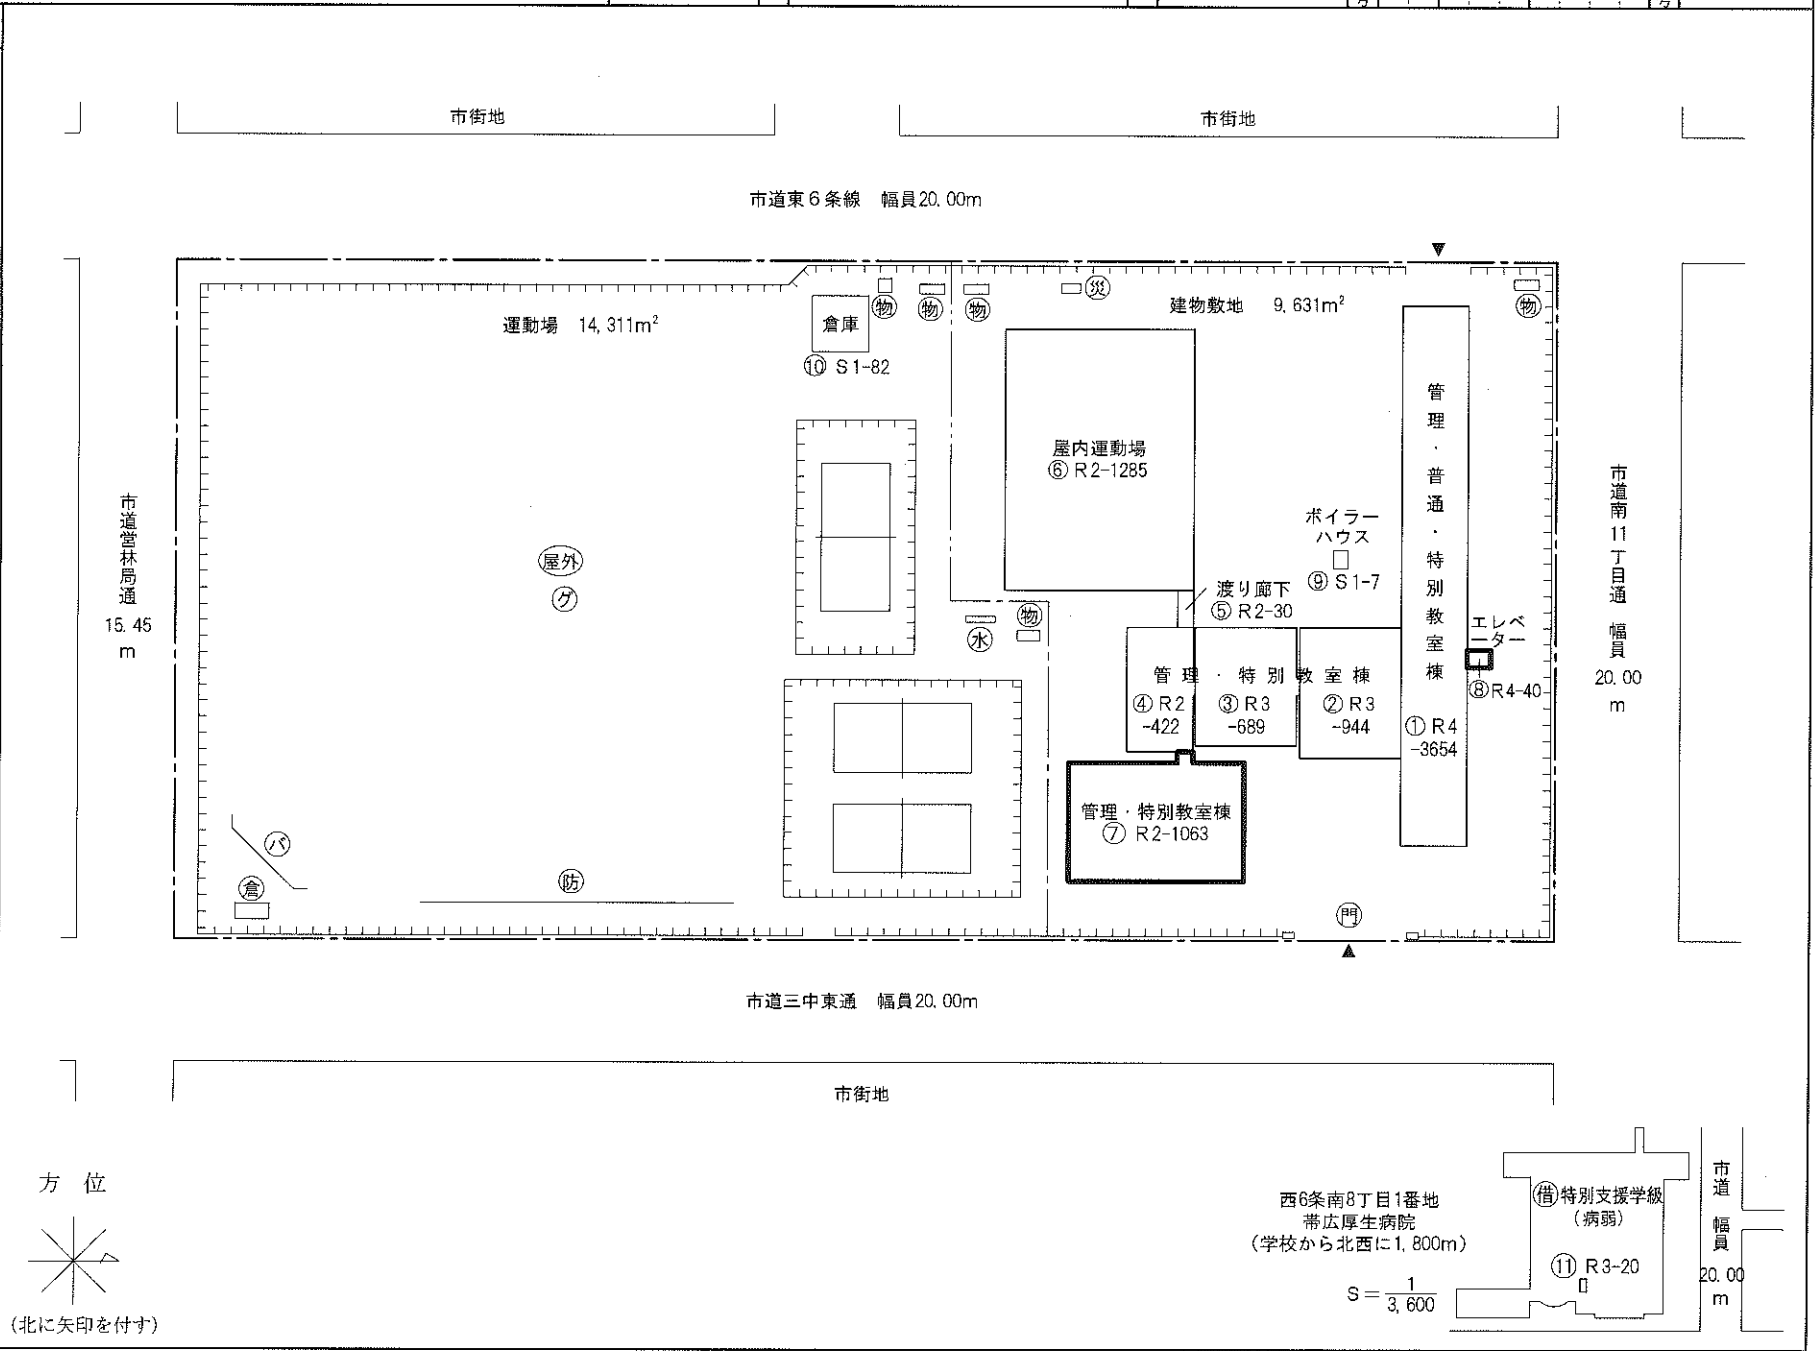 市街地
市街地
市道東6条線 幅員20.00m
運動場 14,311m²
倉庫
⑩ S1-82
物
物
物
災
建物敷地 9,631m²
物
屋内運動場
⑥ R2-1285
管理・普通・特別教室棟
① R4
-3654
ボイラー
ハウス
⑨ S1-7
渡り廊下
⑤ R2-30
エレベ
ーター
⑧R4-40
市道営林局通
15.45
m
市道南11丁目通 幅員
20.00
m
屋外
グ
水
物
管理・特別教室棟
④ R2
-422
③ R3
-689
② R3
-944
管理・特別教室棟
⑦ R2-1063
バ
倉
防
門
市道三中東通 幅員20.00m
市街地
方 位
(北に矢印を付す)
西6条南8丁目1番地
帯広厚生病院
(学校から北西に1,800m)
S = 1/3,600
借 特別支援学級
(病弱)
⑪ R3-20
市道 幅員
20.00
m